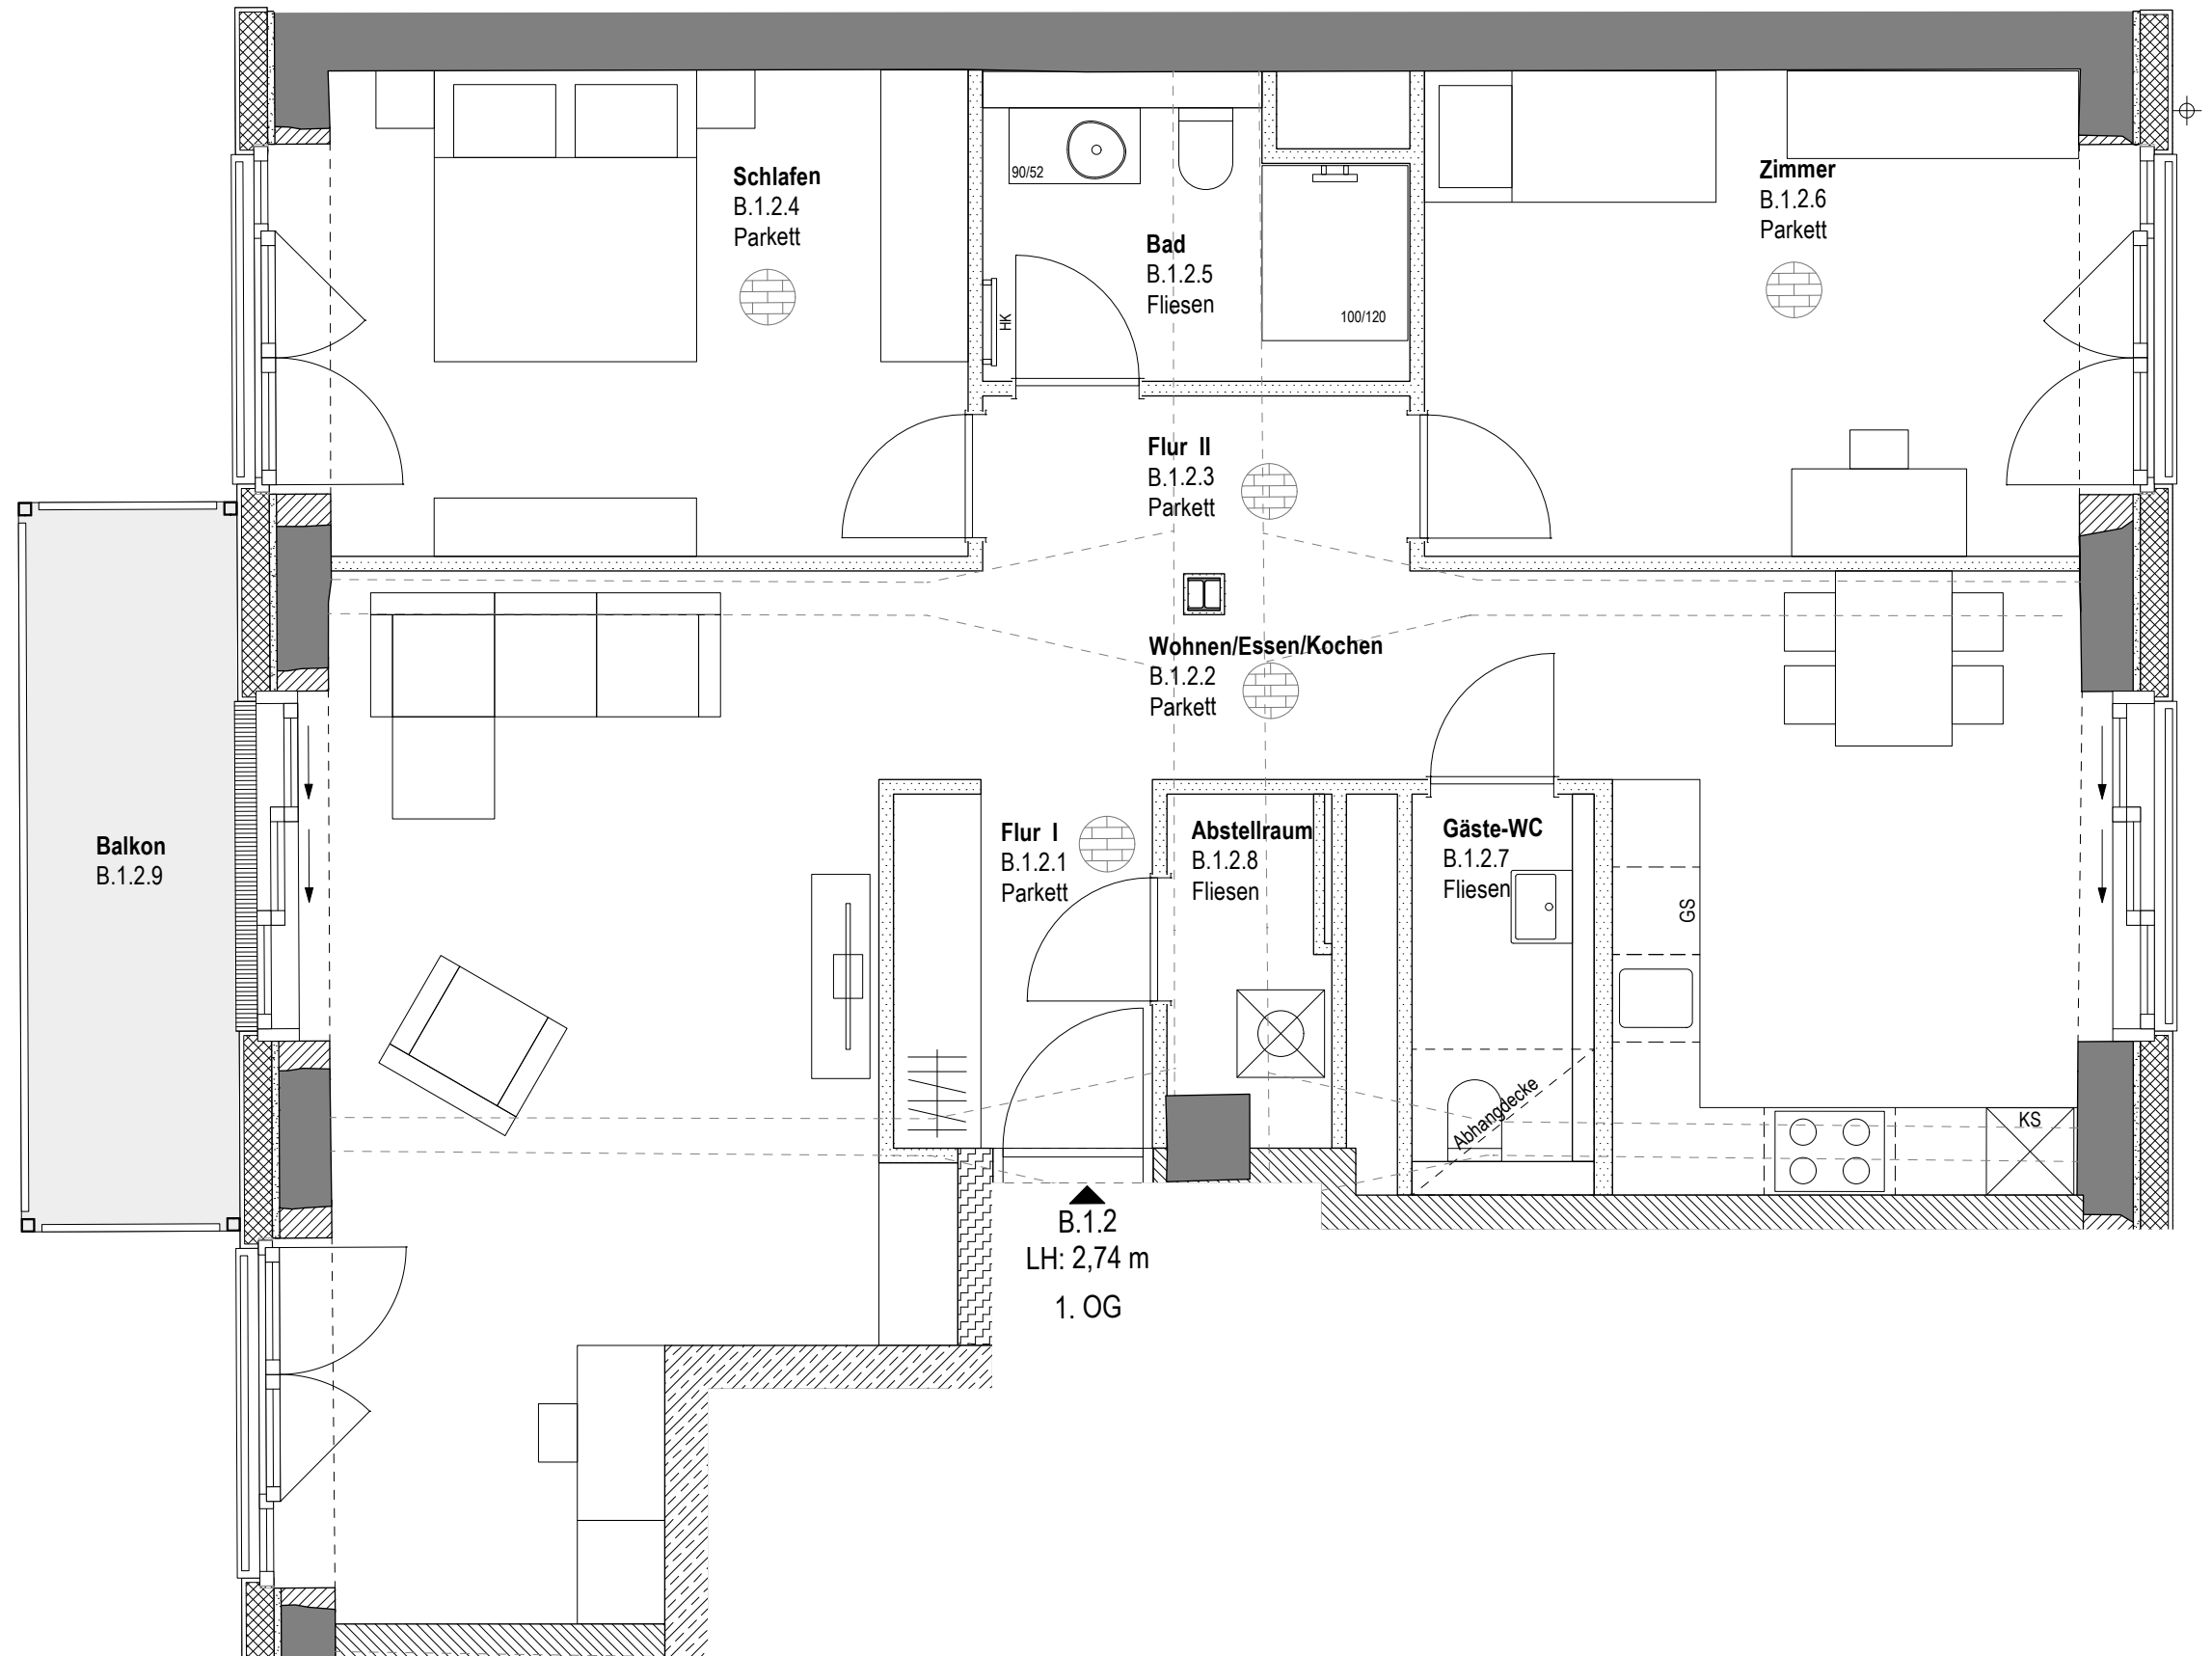 Schlafen
B.1.2.4
Parkett
90/52
Bad
B.1.2.5
Fliesen
HK
100/120
Zimmer
B.1.2.6
Parkett
Flur II
B.1.2.3
Parkett
Wohnen/Essen/Kochen
B.1.2.2
Parkett
Balkon
B.1.2.9
Flur I
B.1.2.1
Parkett
Abstellraum
B.1.2.8
Fliesen
Gäste-WC
B.1.2.7
Fliesen
GS
Abhangdecke
KS
B.1.2
LH: 2,74 m
1. OG